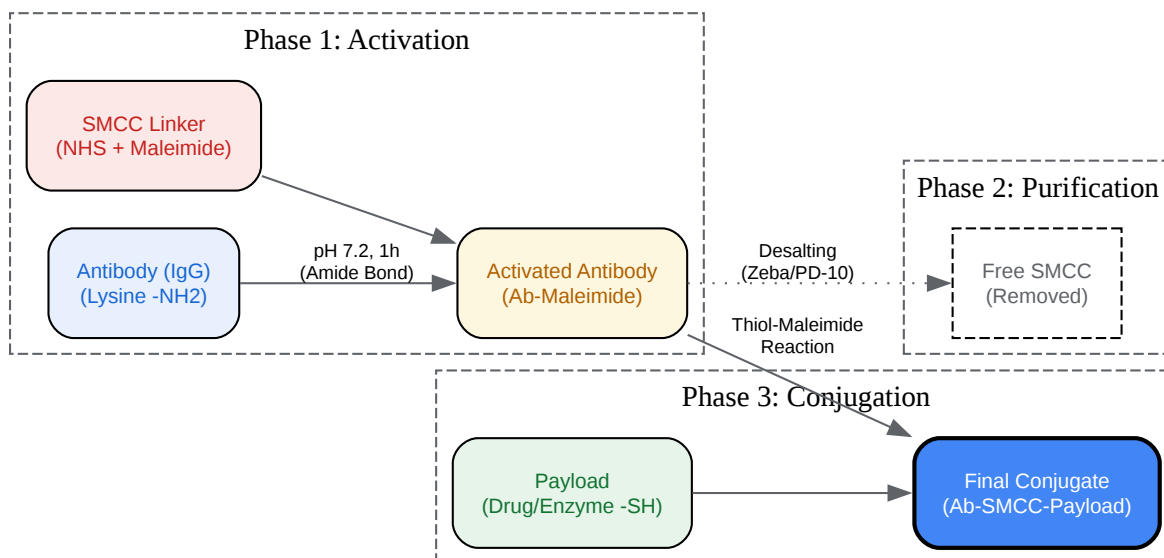 Phase 1: Activation
SMCC Linker
(NHS + Maleimide)
Antibody (IgG)
(Lysine -NH2)
pH 7.2, 1h
(Amide Bond)
Activated Antibody
(Ab-Maleimide)
Desalting
(Zeba/PD-10)
Phase 2: Purification
Free SMCC
(Removed)
Thiol-Maleimide
Reaction
Phase 3: Conjugation
Payload
(Drug/Enzyme -SH)
Final Conjugate
(Ab-SMCC-Payload)